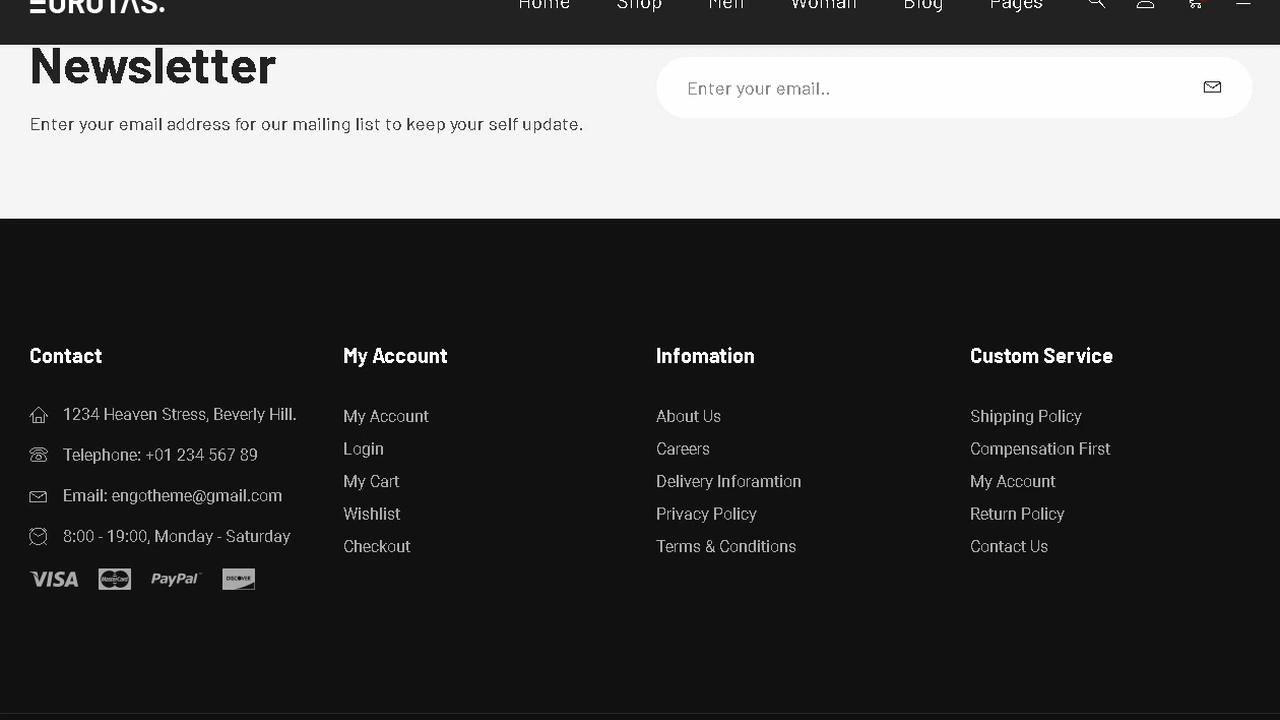 EUROTAS.
Home Shop Men Woman Blog Pages
Newsletter
Enter your email..
Enter your email address for our mailing list to keep your self update.
Contact
1234 Heaven Stress, Beverly Hill.
Telephone: +01 234 567 89
Email: engotheme@gmail.com
8:00 - 19:00, Monday - Saturday
VISA MasterCard PayPal DISCOVER
My Account
My Account
Login
My Cart
Wishlist
Checkout
Infomation
About Us
Careers
Delivery Inforamtion
Privacy Policy
Terms & Conditions
Custom Service
Shipping Policy
Compensation First
My Account
Return Policy
Contact Us